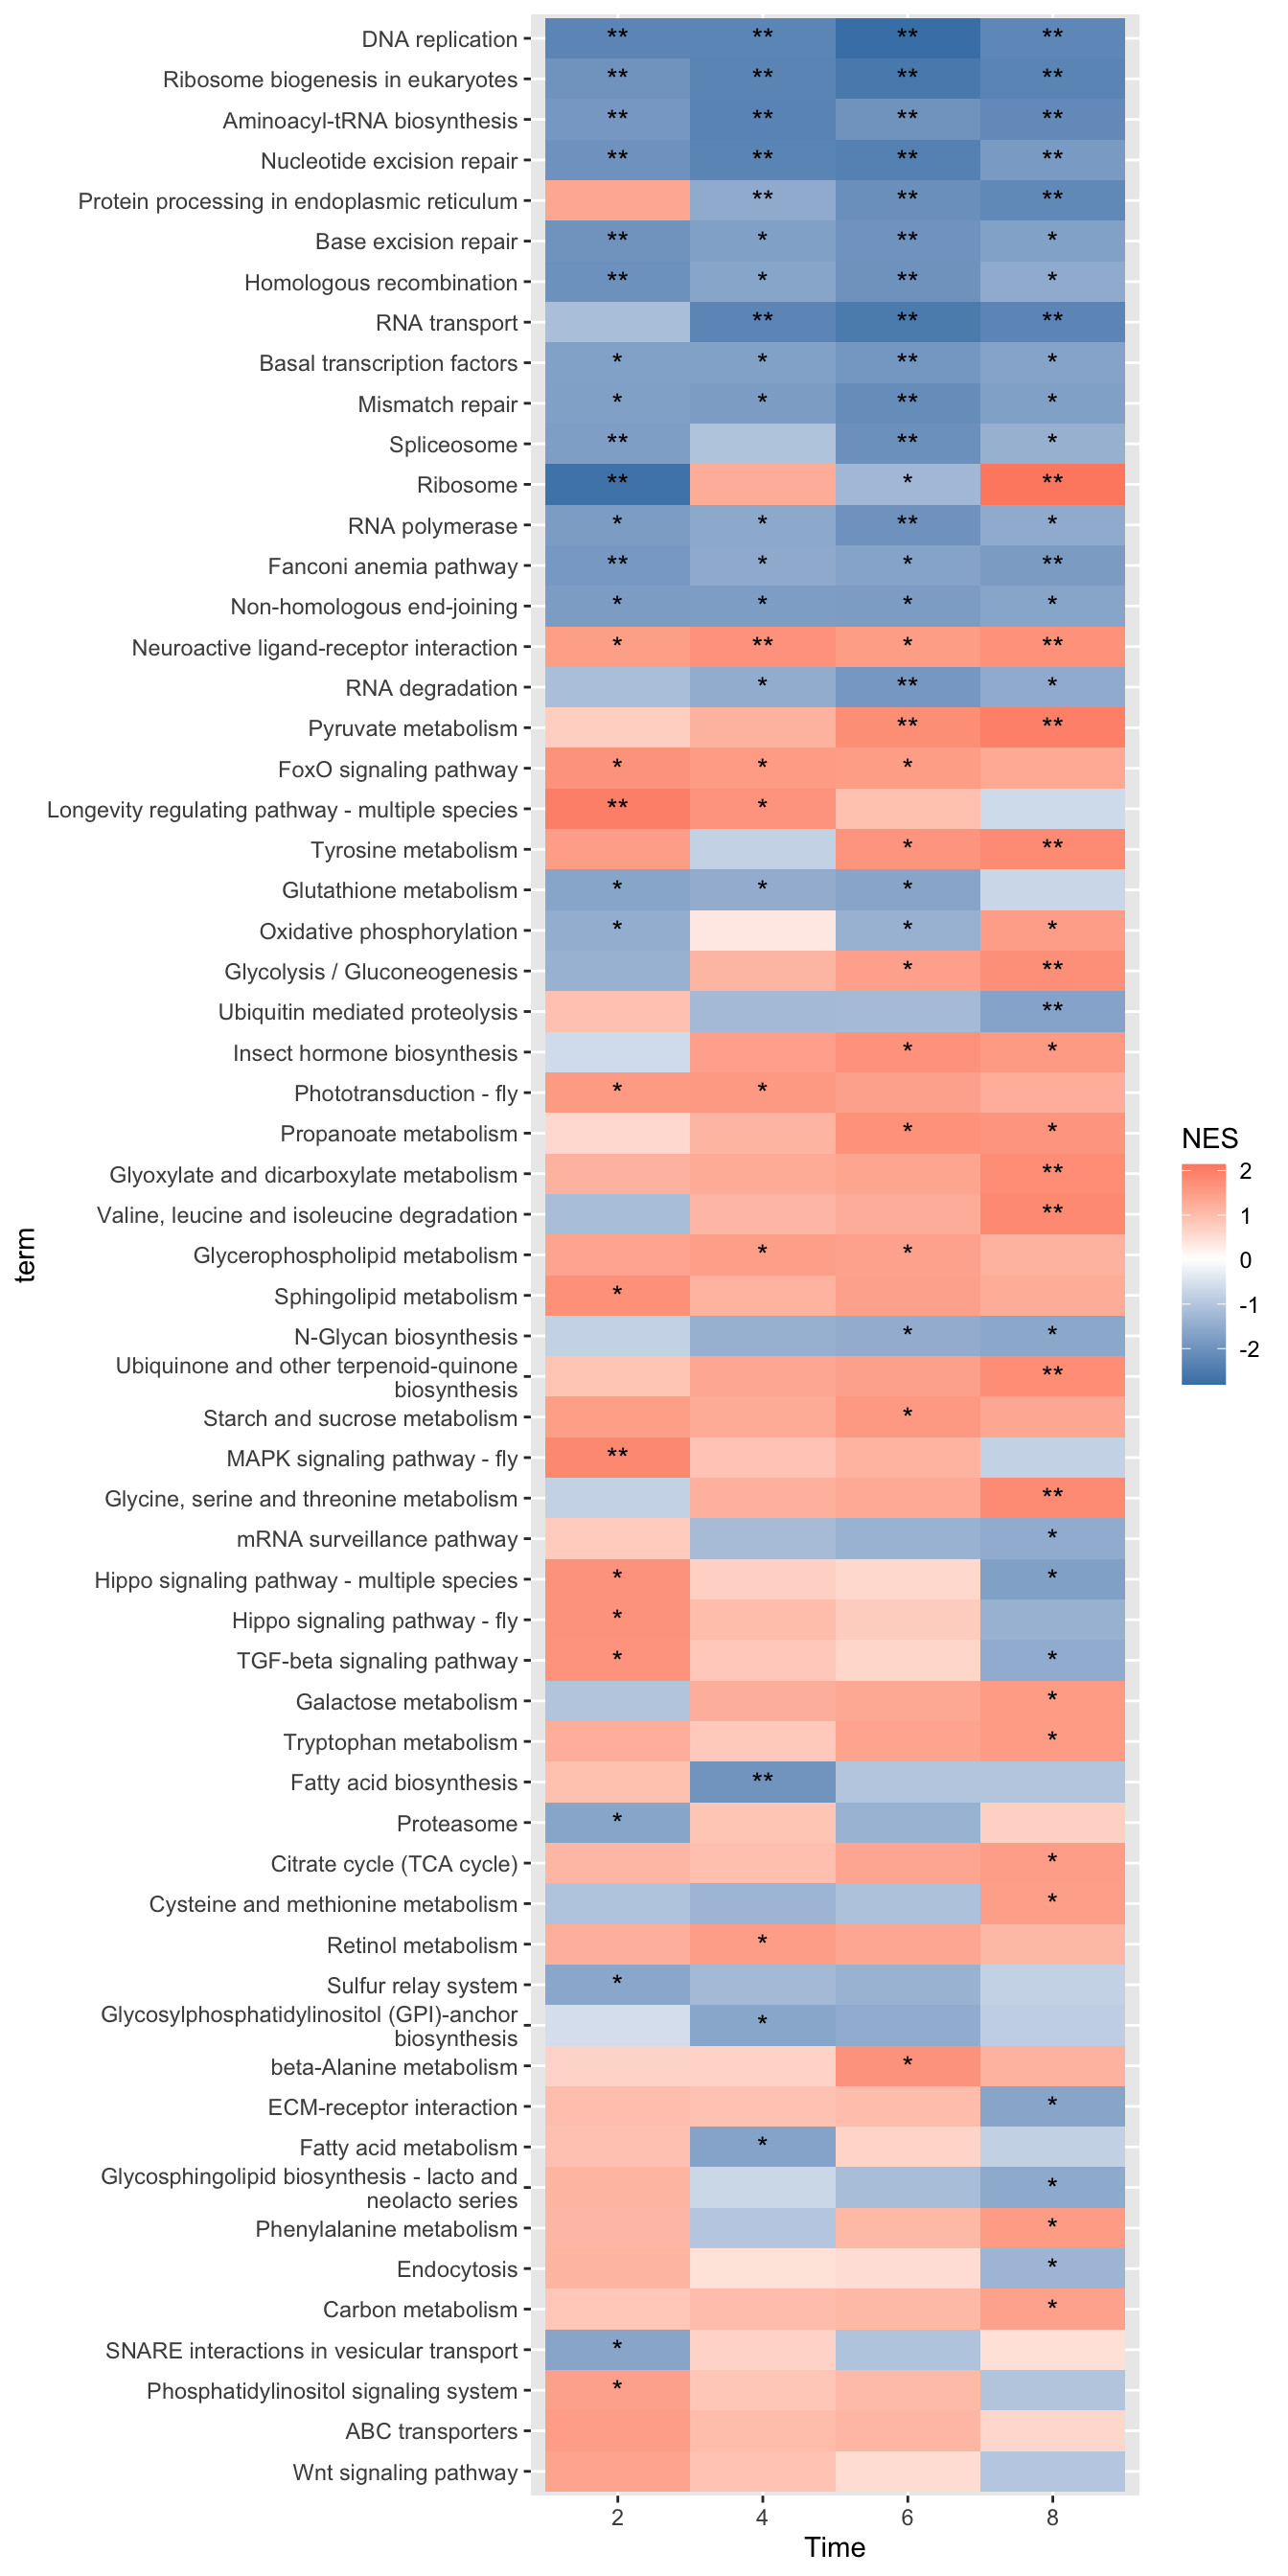 DNA replication ** ** ** **
Ribosome biogenesis in eukaryotes ** ** ** **
Aminoacyl-tRNA biosynthesis ** ** ** **
Nucleotide excision repair ** ** ** **
Protein processing in endoplasmic reticulum ** ** **
Base excision repair ** * ** *
Homologous recombination ** * ** *
RNA transport ** ** **
Basal transcription factors * * ** *
Mismatch repair * * ** *
Spliceosome ** ** *
Ribosome ** * **
RNA polymerase * * ** *
Fanconi anemia pathway ** * * **
Non-homologous end-joining * * * *
Neuroactive ligand-receptor interaction * ** * **
RNA degradation * ** *
Pyruvate metabolism ** **
FoxO signaling pathway * * *
Longevity regulating pathway - multiple species ** *
Tyrosine metabolism * **
Glutathione metabolism * * *
Oxidative phosphorylation * * *
Glycolysis / Gluconeogenesis * **
Ubiquitin mediated proteolysis **
Insect hormone biosynthesis * *
Phototransduction - fly * *
Propanoate metabolism * *
Glyoxylate and dicarboxylate metabolism **
Valine, leucine and isoleucine degradation **
Glycerophospholipid metabolism * *
Sphingolipid metabolism *
N-Glycan biosynthesis * *
Ubiquinone and other terpenoid-quinone
biosynthesis **
Starch and sucrose metabolism *
MAPK signaling pathway - fly **
Glycine, serine and threonine metabolism **
mRNA surveillance pathway *
Hippo signaling pathway - multiple species * *
Hippo signaling pathway - fly *
TGF-beta signaling pathway * *
Galactose metabolism *
Tryptophan metabolism *
Fatty acid biosynthesis **
Proteasome *
Citrate cycle (TCA cycle) *
Cysteine and methionine metabolism *
Retinol metabolism *
Sulfur relay system *
Glycosylphosphatidylinositol (GPI)-anchor
biosynthesis *
beta-Alanine metabolism *
ECM-receptor interaction *
Fatty acid metabolism *
Glycosphingolipid biosynthesis - lacto and
neolacto series *
Phenylalanine metabolism *
Endocytosis *
Carbon metabolism *
SNARE interactions in vesicular transport *
Phosphatidylinositol signaling system *
ABC transporters
Wnt signaling pathway
2 4 6 8
Time
term
NES
2
1
0
-1
-2